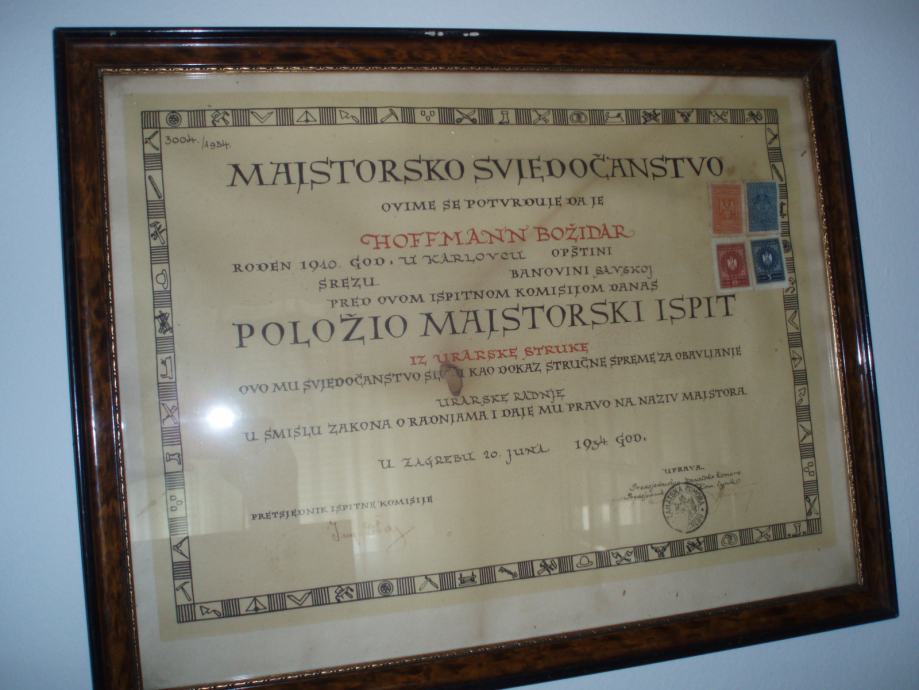 3004./1934.
MAJSTORSKO SVJEDOČANSTVO
OVIME SE POTVRĐUJE DA JE
HOFFMANN BOŽIDAR
ROĐEN 1910. GOD. U KARLOVCU OPŠTINI
SREZU BANOVINI SAVSKOJ
PRED OVOM ISPITNOM KOMISIJOM DANAS
POLOŽIO MAJSTORSKI ISPIT
IZ URARSKE STRUKE
OVO MU SVJEDOČANSTVO KAO DOKAZ STRUČNE SPREME ZA OBAVLJANJE
URARSKE RADNJE
U SMISLU ZAKONA O RADNJAMA I DAJE MU PRAVO NA NAZIV MAJSTORA
U ZAGREBU 20. JUNA 1934 GOD.
UPRAVA
PRETSJEDNIK ISPITNE KOMISIJE